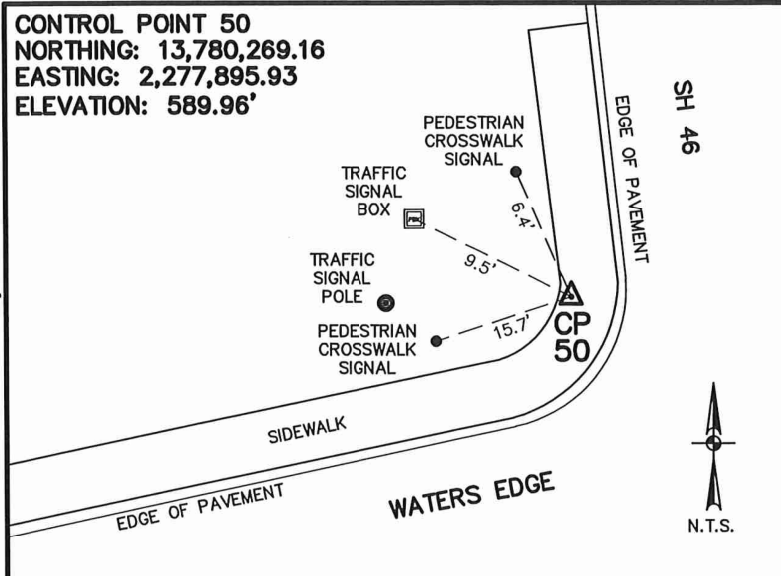 CONTROL POINT 50
NORTHING: 13,780,269.16
EASTING: 2,277,895.93
ELEVATION: 589.96'
SH 46
EDGE OF PAVEMENT
PEDESTRIAN
CROSSWALK
SIGNAL
TRAFFIC
SIGNAL
BOX
6.4'
9.5'
TRAFFIC
SIGNAL
POLE
15.7'
PEDESTRIAN
CROSSWALK
SIGNAL
CP
50
SIDEWALK
EDGE OF PAVEMENT
WATERS EDGE
N.T.S.